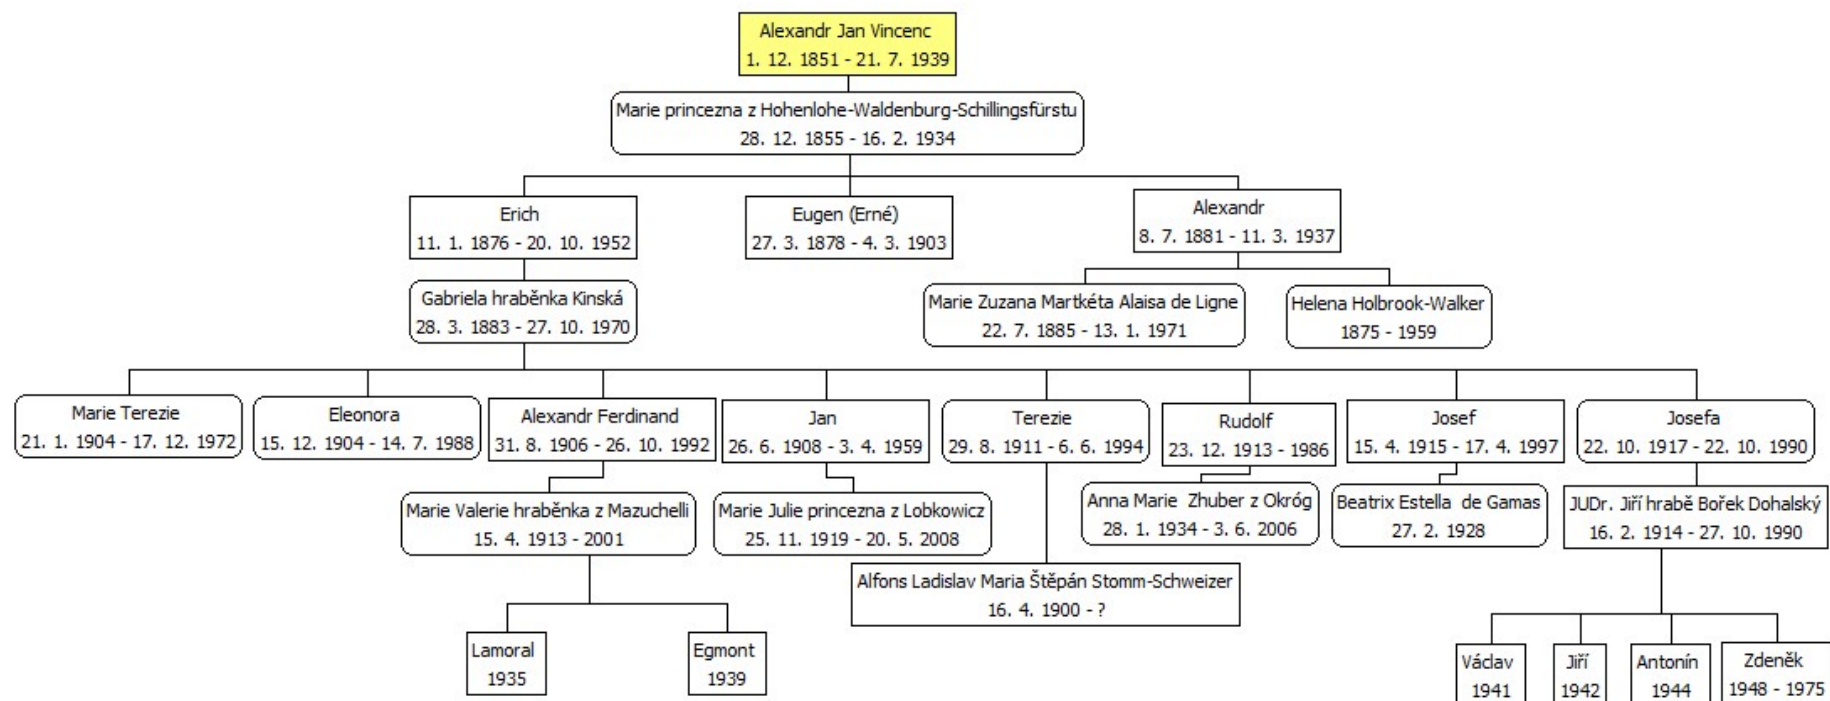 Alexandr Jan Vincenc
1. 12. 1851 - 21. 7. 1939
Marie princezna z Hohenlohe-Waldenburg-Schillingsfürstu
28. 12. 1855 - 16. 2. 1934
Erich
11. 1. 1876 - 20. 10. 1952
Eugen (Erné)
27. 3. 1878 - 4. 3. 1903
Alexandr
8. 7. 1881 - 11. 3. 1937
Gabriela hraběnka Kinská
28. 3. 1883 - 27. 10. 1970
Marie Zuzana Martkéta Alaisa de Ligne
22. 7. 1885 - 13. 1. 1971
Helena Holbrook-Walker
1875 - 1959
Marie Terezie
21. 1. 1904 - 17. 12. 1972
Eleonora
15. 12. 1904 - 14. 7. 1988
Alexandr Ferdinand
31. 8. 1906 - 26. 10. 1992
Jan
26. 6. 1908 - 3. 4. 1959
Terezie
29. 8. 1911 - 6. 6. 1994
Rudolf
23. 12. 1913 - 1986
Josef
15. 4. 1915 - 17. 4. 1997
Josefa
22. 10. 1917 - 22. 10. 1990
Marie Valerie hraběnka z Mazuchelli
15. 4. 1913 - 2001
Marie Julie princezna z Lobkowicz
25. 11. 1919 - 20. 5. 2008
Anna Marie Zhuber z Okróg
28. 1. 1934 - 3. 6. 2006
Beatrix Estella de Gamas
27. 2. 1928
JUDr. Jiří hrabě Bořek Dohalský
16. 2. 1914 - 27. 10. 1990
Alfons Ladislav Maria Štěpán Stomm-Schweizer
16. 4. 1900 - ?
Lamoral
1935
Egmont
1939
Václav
1941
Jiří
1942
Antonín
1944
Zdeněk
1948 - 1975